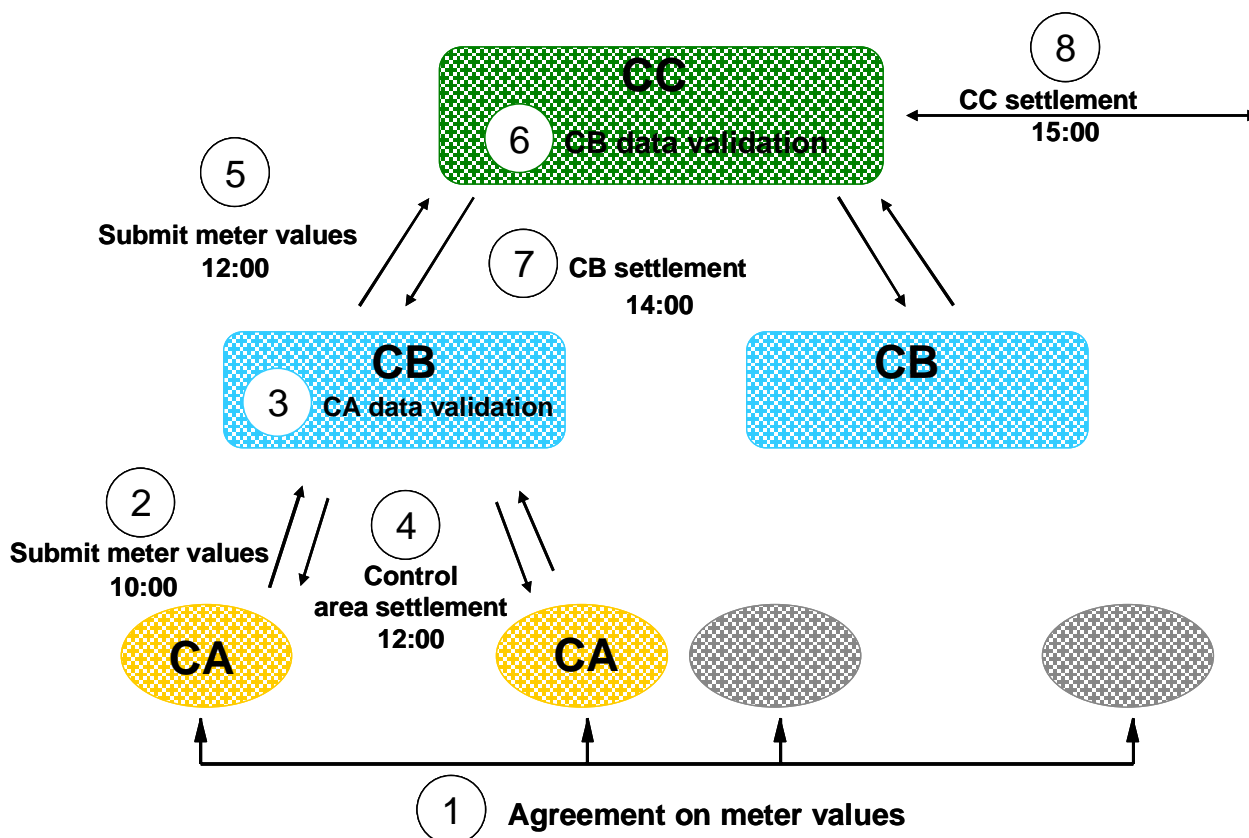 8
CC settlement
15:00
CC
6 CB data validation
5
Submit meter values
12:00
7 CB settlement
14:00
CB
3 CA data validation
CB
2
Submit meter values
10:00
4
Control
area settlement
12:00
CA
CA
1 Agreement on meter values